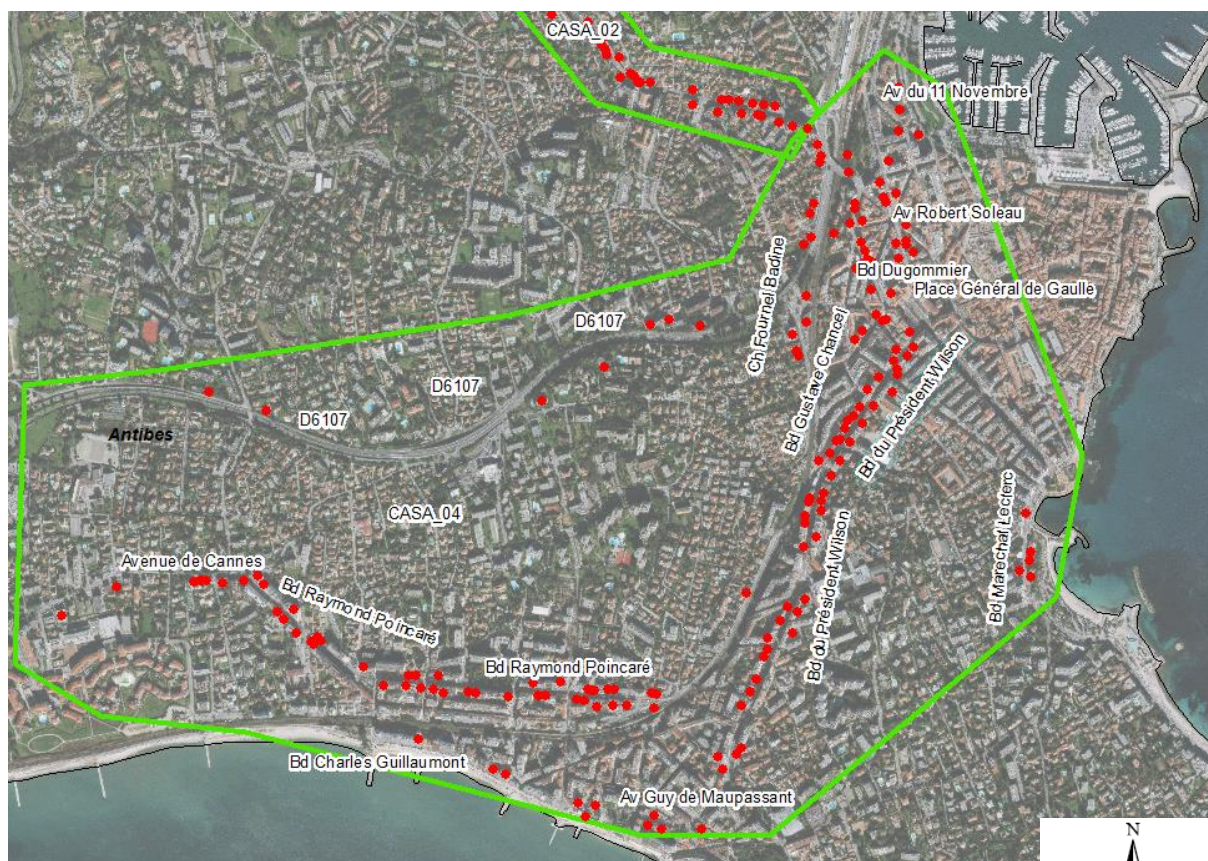 CASA_02
Av du 11 Novembre
Av Robert Soleau
Ch Fournel Badine
Bd Dugommier
Place Général de Gaulle
D6107
Bd Gustave Chancel
D6107
Bd du Président Wilson
D6107
Antibes
CASA_04
Bd Marechal Leclerc
Avenue de Cannes
Bd Raymond Poincaré
Bd du Président Wilson
Bd Raymond Poincaré
Bd Charles Guillaumont
Av Guy de Maupassant
N